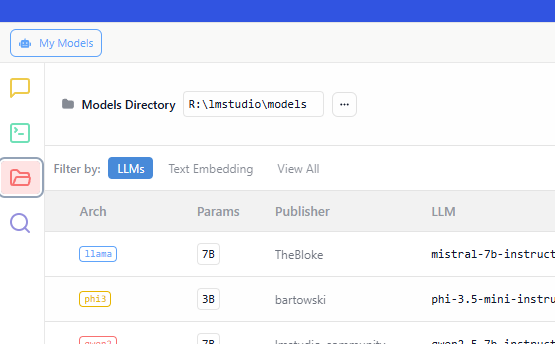 My Models
Models Directory R:\lmstudio\models ...
Filter by: LLMs Text Embedding View All
Arch Params Publisher LLM
llama 7B TheBloke mistral-7b-instruct
phi3 3B bartowski phi-3.5-mini-instru
qwen2 7B lmstudio-community qwen2.5-7b-instruct